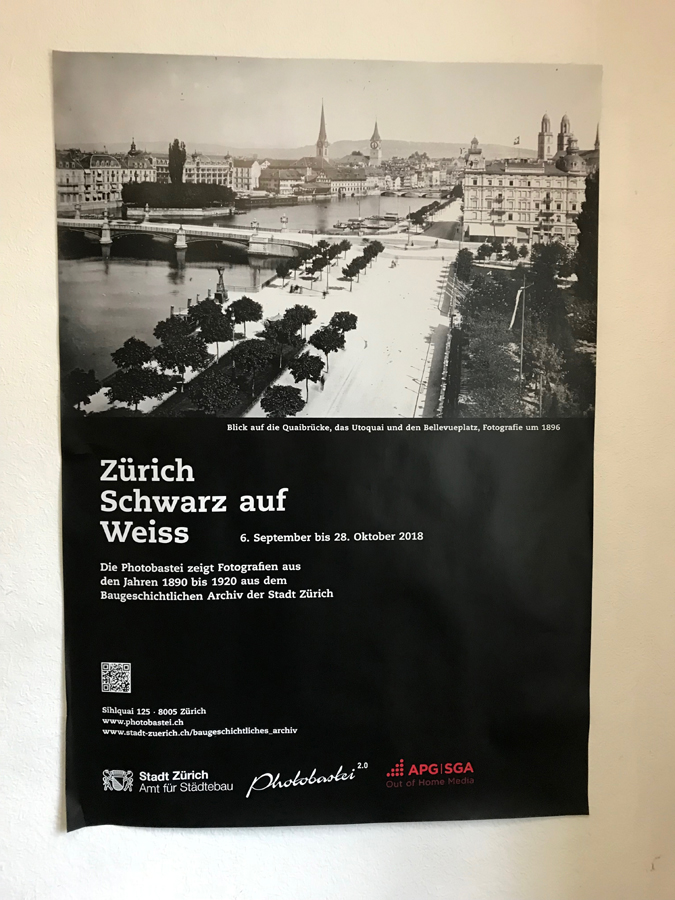 Blick auf die Quaibrücke, das Utoquai und den Bellevueplatz, Fotografie um 1896
Zürich
Schwarz auf
Weiss
6. September bis 28. Oktober 2018
Die Photobastei zeigt Fotografien aus
den Jahren 1890 bis 1920 aus dem
Baugeschichtlichen Archiv der Stadt Zürich
Sihlquai 125 · 8005 Zürich
www.photobastei.ch
www.stadt-zuerich.ch/baugeschichtliches_archiv
Stadt Zürich
Amt für Städtebau
Photobastei 2.0
APG|SGA
Out of Home Media